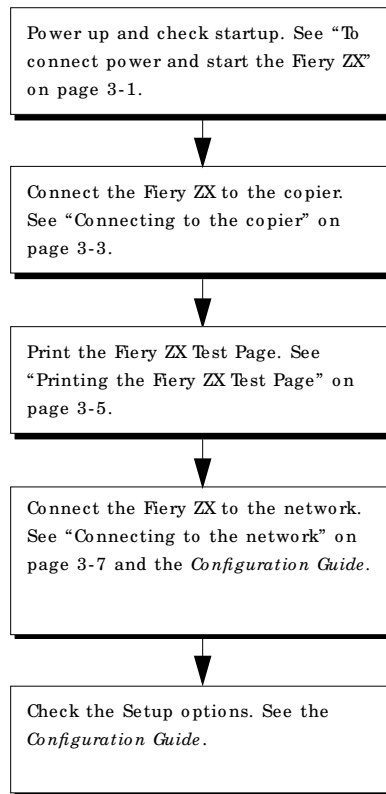 Power up and check startup. See “To
connect power and start the Fiery ZX”
on page 3-1.
Connect the Fiery ZX to the copier.
See “Connecting to the copier” on
page 3-3.
Print the Fiery ZX Test Page. See
“Printing the Fiery ZX Test Page” on
page 3-5.
Connect the Fiery ZX to the network.
See “Connecting to the network” on
page 3-7 and the Configuration Guide.
Check the Setup options. See the
Configuration Guide.